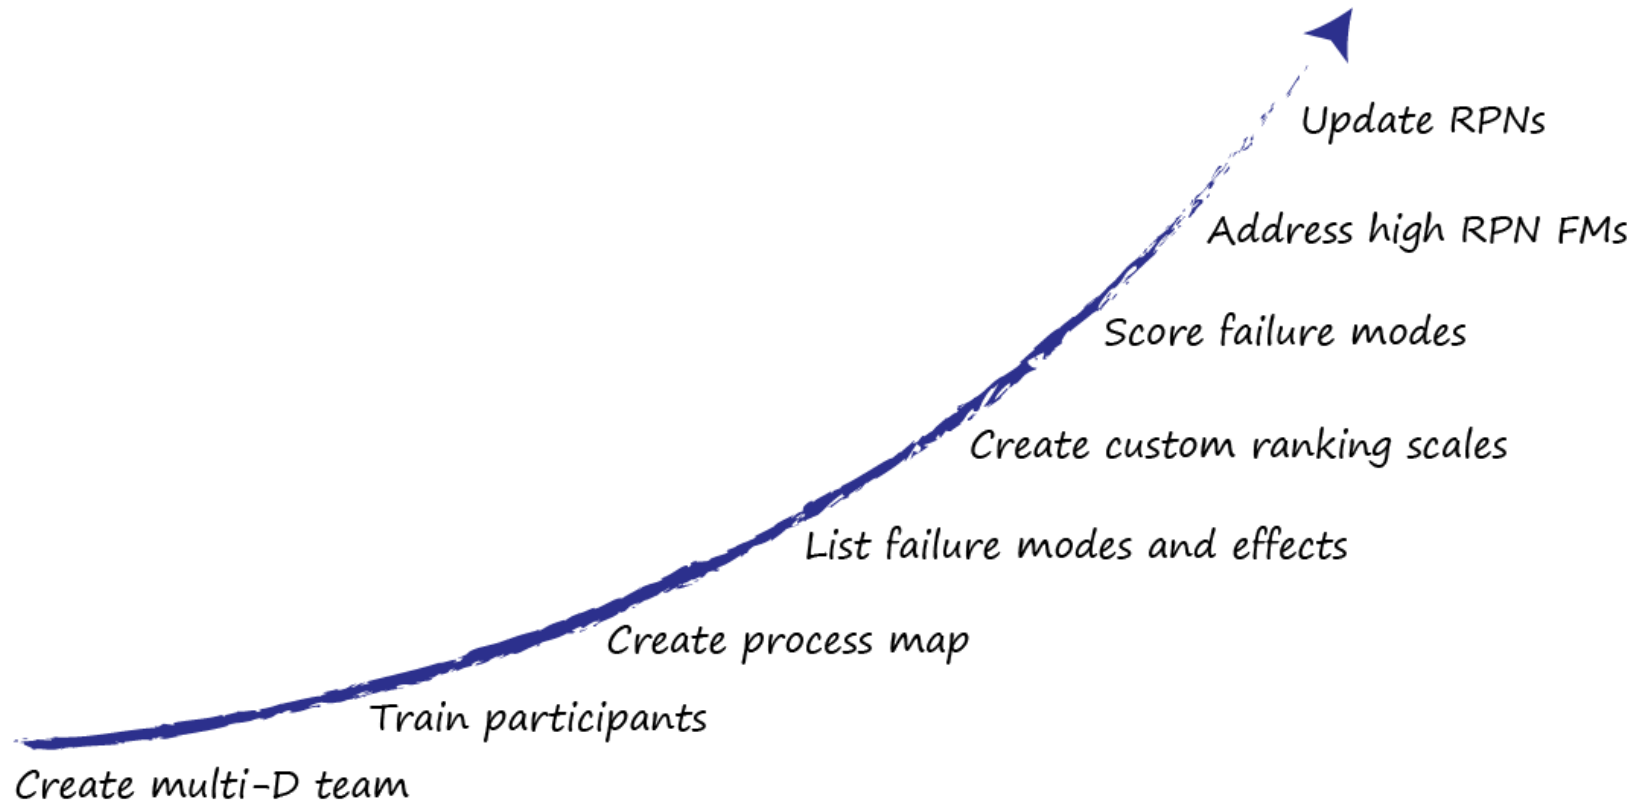 Update RPNs
Address high RPN FMs
Score failure modes
Create custom ranking scales
List failure modes and effects
Create process map
Train participants
Create multi-D team